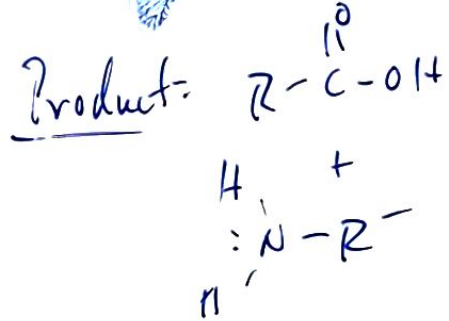 O
||
Product: R - C - OH
+
H
: N - R -
H